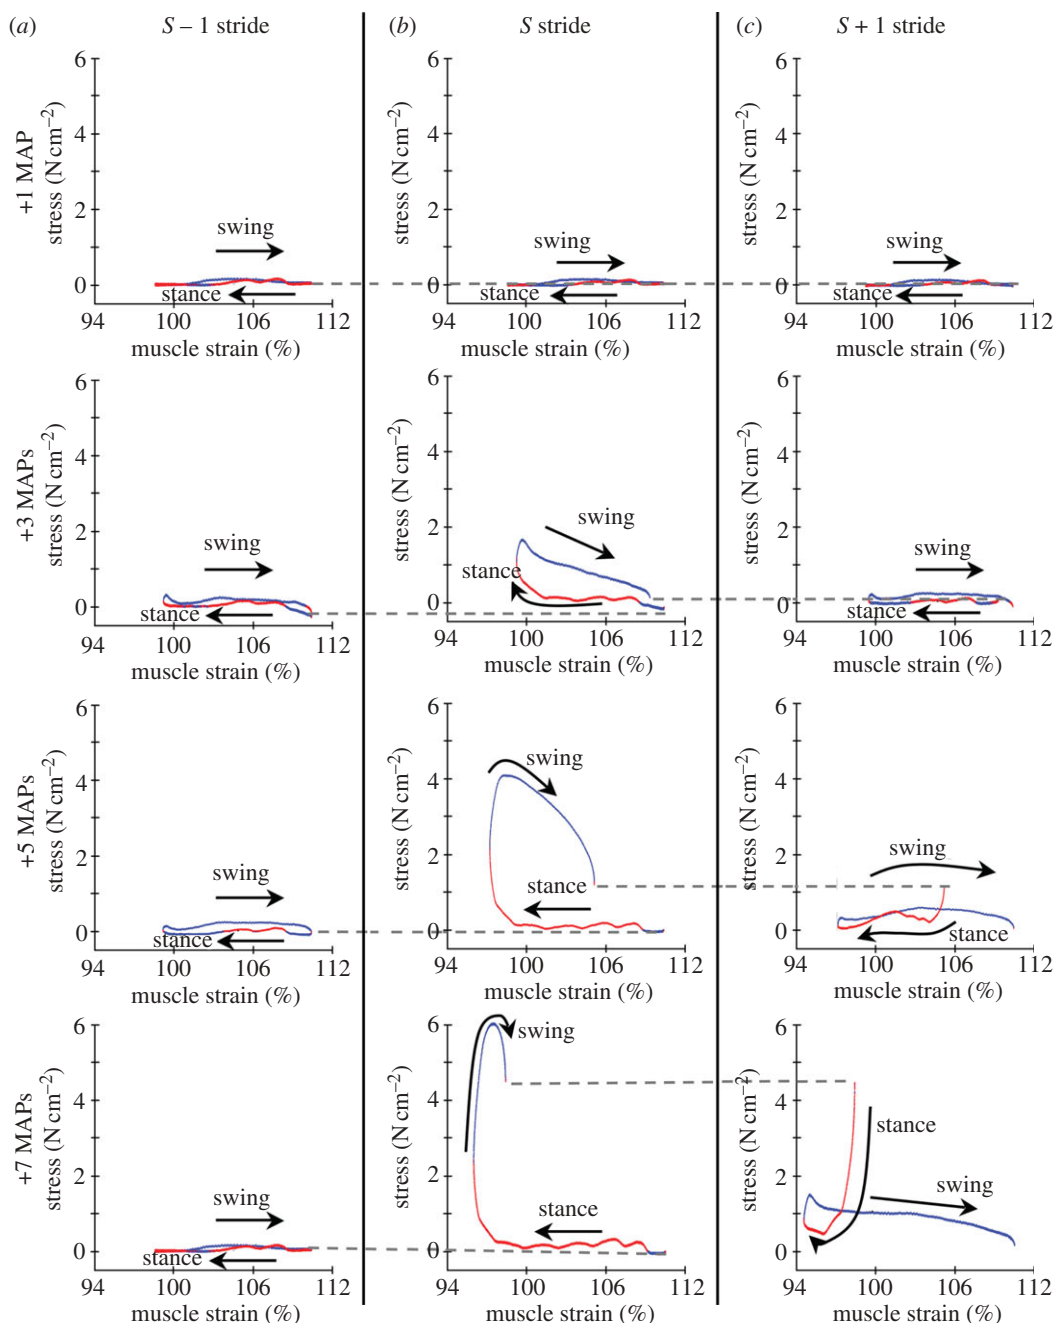 (a) S – 1 stride (b) S stride (c) S + 1 stride
+1 MAP
stress (N cm−2)
6
4
2
0
swing
stance
94 100 106 112
muscle strain (%)
stress (N cm−2)
6
4
2
0
swing
stance
94 100 106 112
muscle strain (%)
stress (N cm−2)
6
4
2
0
swing
stance
94 100 106 112
muscle strain (%)
+3 MAPs
stress (N cm−2)
6
4
2
0
swing
stance
94 100 106 112
muscle strain (%)
stress (N cm−2)
6
4
2
0
swing
stance
94 100 106 112
muscle strain (%)
stress (N cm−2)
6
4
2
0
swing
stance
94 100 106 112
muscle strain (%)
+5 MAPs
stress (N cm−2)
6
4
2
0
swing
stance
94 100 106 112
muscle strain (%)
stress (N cm−2)
6
4
2
0
swing
stance
94 100 106 112
muscle strain (%)
stress (N cm−2)
6
4
2
0
swing
stance
94 100 106 112
muscle strain (%)
+7 MAPs
stress (N cm−2)
6
4
2
0
swing
stance
94 100 106 112
muscle strain (%)
stress (N cm−2)
6
4
2
0
swing
stance
94 100 106 112
muscle strain (%)
stress (N cm−2)
6
4
2
0
stance
swing
94 100 106 112
muscle strain (%)